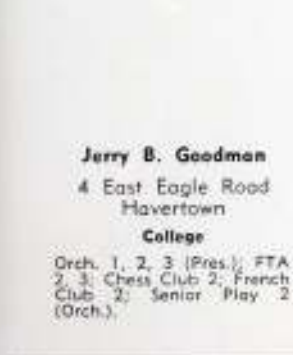 Jerry B. Goodman
4 East Eagle Road
Havertown
College
Orch. 1, 2, 3 (Pres.); FTA
2, 3; Chess Club 2; French
Club 2; Senior Play 2
(Orch.).